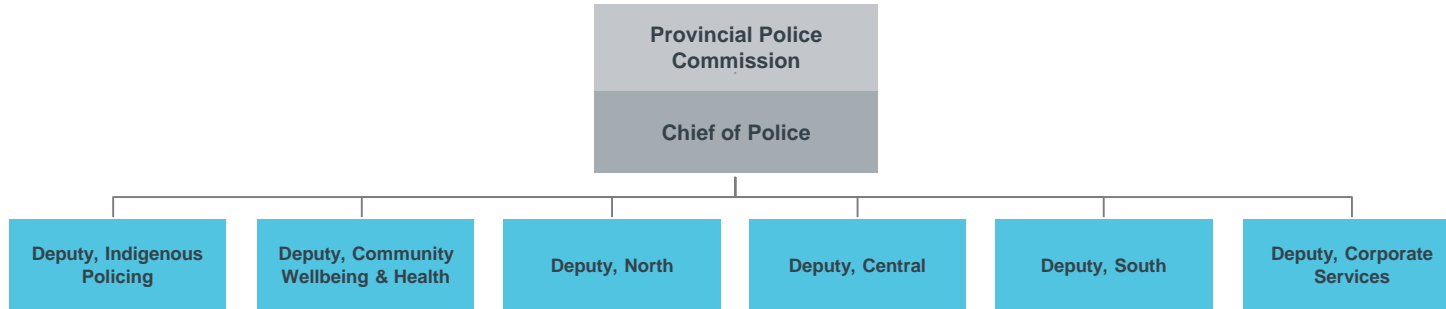 Provincial Police
Commission
Chief of Police
Deputy, Indigenous
Policing
Deputy, Community
Wellbeing & Health
Deputy, North
Deputy, Central
Deputy, South
Deputy, Corporate
Services